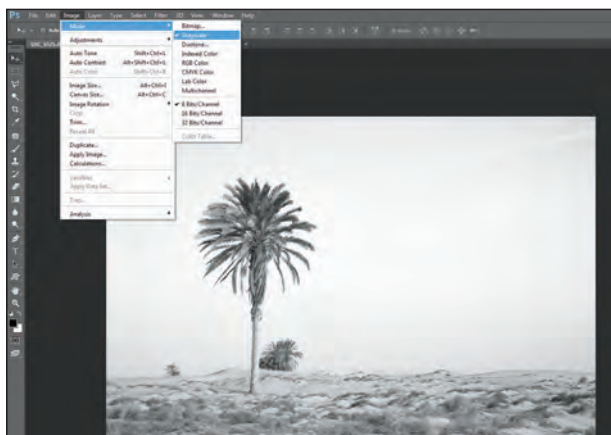 Ps File Edit Image Layer Type Select Filter 3D View Window Help
Mode
Adjustments
Auto Tone Shift+Ctrl+L
Auto Contrast Alt+Shift+Ctrl+L
Auto Color Shift+Ctrl+B
Image Size... Alt+Ctrl+I
Canvas Size... Alt+Ctrl+C
Image Rotation
Crop
Trim...
Reveal All
Duplicate...
Apply Image...
Calculations...
Variables
Apply Data Set...
Trap...
Analysis
Bitmap...
Grayscale
Duotone...
Indexed Color
RGB Color
CMYK Color
Lab Color
Multichannel
8 Bits/Channel
16 Bits/Channel
32 Bits/Channel
Color Table...